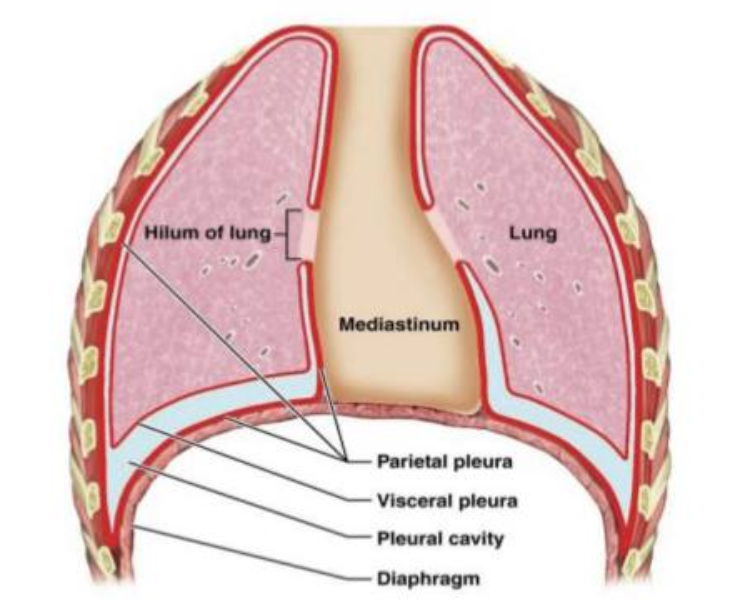 Hilum of lung
Lung
Mediastinum
Parietal pleura
Visceral pleura
Pleural cavity
Diaphragm